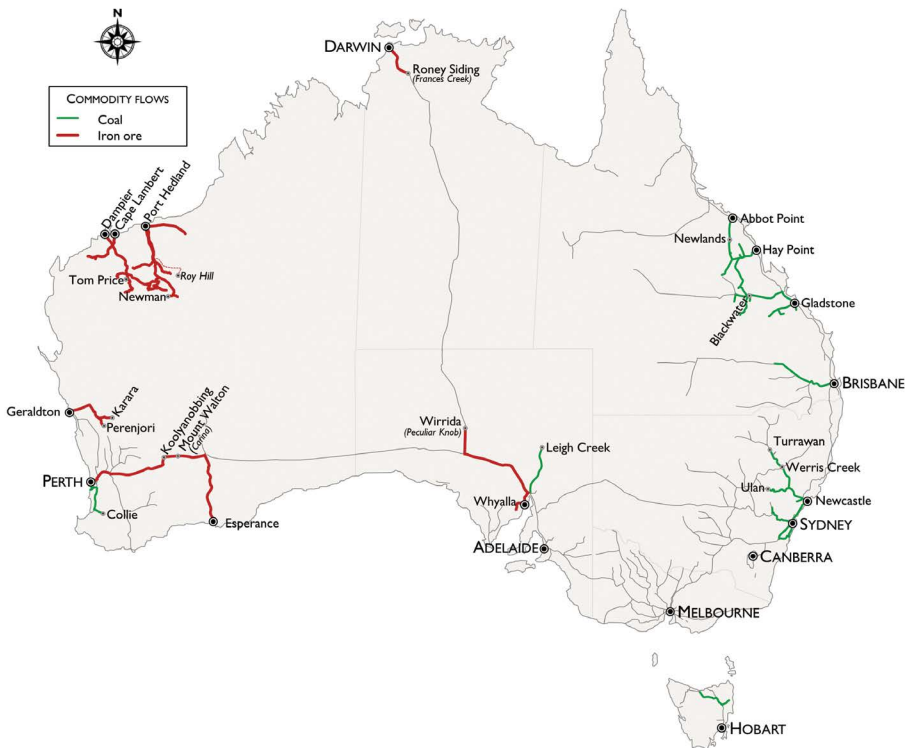 N
DARWIN
Roney Siding
(Frances Creek)
COMMODITY FLOWS
Coal
Iron ore
Dampier
Cape Lambert
Port Hedland
Abbot Point
Newlands
Hay Point
Tom Price
Roy Hill
Newman
Blackwater
Gladstone
BRISBANE
Geraldton
Karara
Perenjori
Koolyanobbing
Mount Walton
(Carina)
Wirrida
(Peculiar Knob)
Leigh Creek
Turrawan
Werris Creek
PERTH
Ulan
Whyalla
Newcastle
Collie
Esperance
SYDNEY
ADELAIDE
CANBERRA
MELBOURNE
HOBART